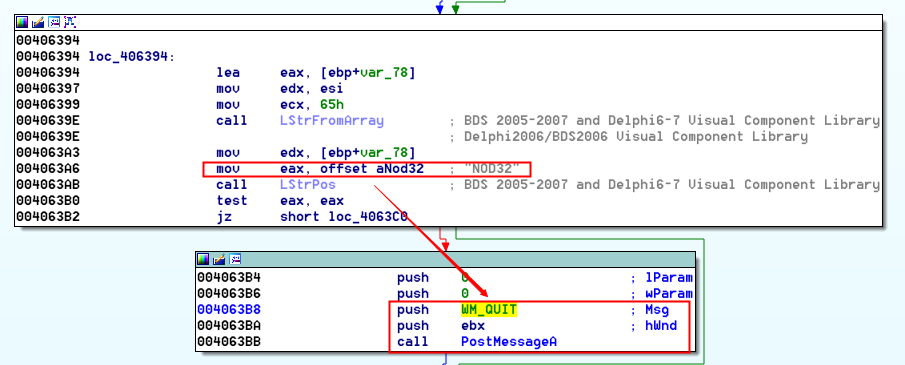 00406394
00406394 loc_406394:
00406394 lea eax, [ebp+var_78]
00406397 mov edx, esi
00406399 mov ecx, 65h
0040639E call LStrFromArray ; BDS 2005-2007 and Delphi6-7 Visual Component Library
0040639E ; Delphi2006/BDS2006 Visual Component Library
004063A3 mov edx, [ebp+var_78]
004063A6 mov eax, offset aNod32 ; "NOD32"
004063AB call LStrPos ; BDS 2005-2007 and Delphi6-7 Visual Component Library
004063B0 test eax, eax
004063B2 jz short loc_4063C0
004063B4 push 0 ; lParam
004063B6 push 0 ; wParam
004063B8 push WM_QUIT ; Msg
004063BA push ebx ; hWnd
004063BB call PostMessageA